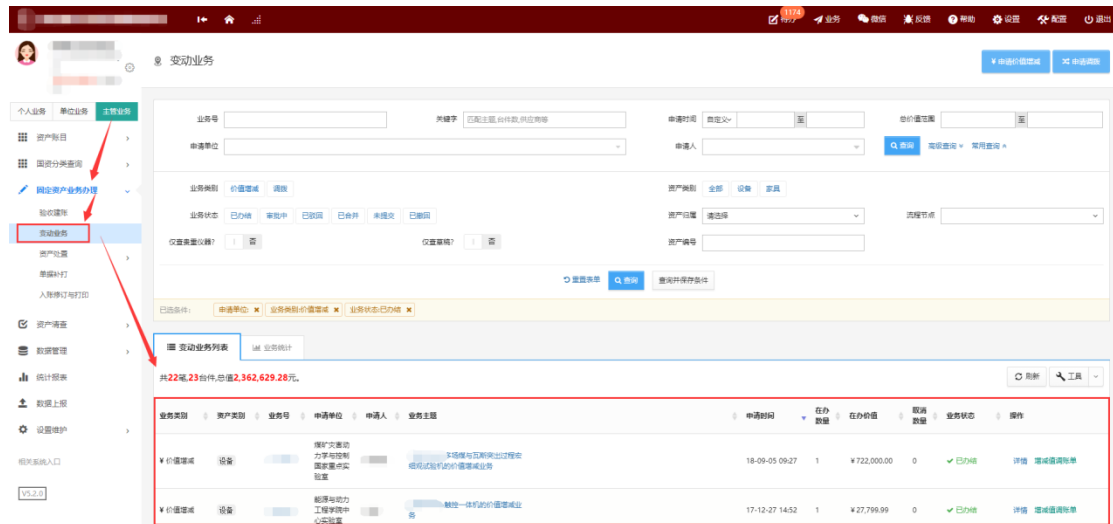 1174
待办 业务 微信 反馈 帮助 设置 配置 退出
变动业务
¥ 申请价值增减 申请调拨
个人业务 单位业务 主管业务
资产账目
国资分类查询
固定资产业务办理
验收建账
变动业务
资产处置
单据补打
入账修订与打印
资产清查
数据管理
统计报表
数据上报
设置维护
相关系统入口
V5.2.0
业务号 关键字 匹配主题,台件数,供应商等 申请时间 自定义 至 总价值范围 至
申请单位 申请人 查询 高级查询 常用查询
业务类别 价值增减 调拨 资产类别 全部 设备 家具
业务状态 已办结 审批中 已驳回 已合并 未提交 已撤回 资产归属 请选择 流程节点
仅查贵重仪器? 否 仅查草稿? 否 资产编号
重置表单 查询 查询并保存条件
已选条件: 申请单位: × 业务类别:价值增减 × 业务状态:已办结 ×
变动业务列表 业务统计
共22笔,23台件,总值2,362,629.28元。 刷新 工具
业务类别 资产类别 业务号 申请单位 申请人 业务主题 申请时间 在办数量 在办价值 取消数量 业务状态 操作
¥ 价值增减 设备 煤矿灾害动力学与控制国家重点实验室 多场煤与瓦斯突出过程宏细观试验机的价值增减业务 18-09-05 09:27 1 ¥722,000.00 0 已办结 详情 增减值调账单
¥ 价值增减 设备 能源与动力工程学院中心实验室 触控一体机的价值增减业务 17-12-27 14:52 1 ¥27,799.99 0 已办结 详情 增减值调账单